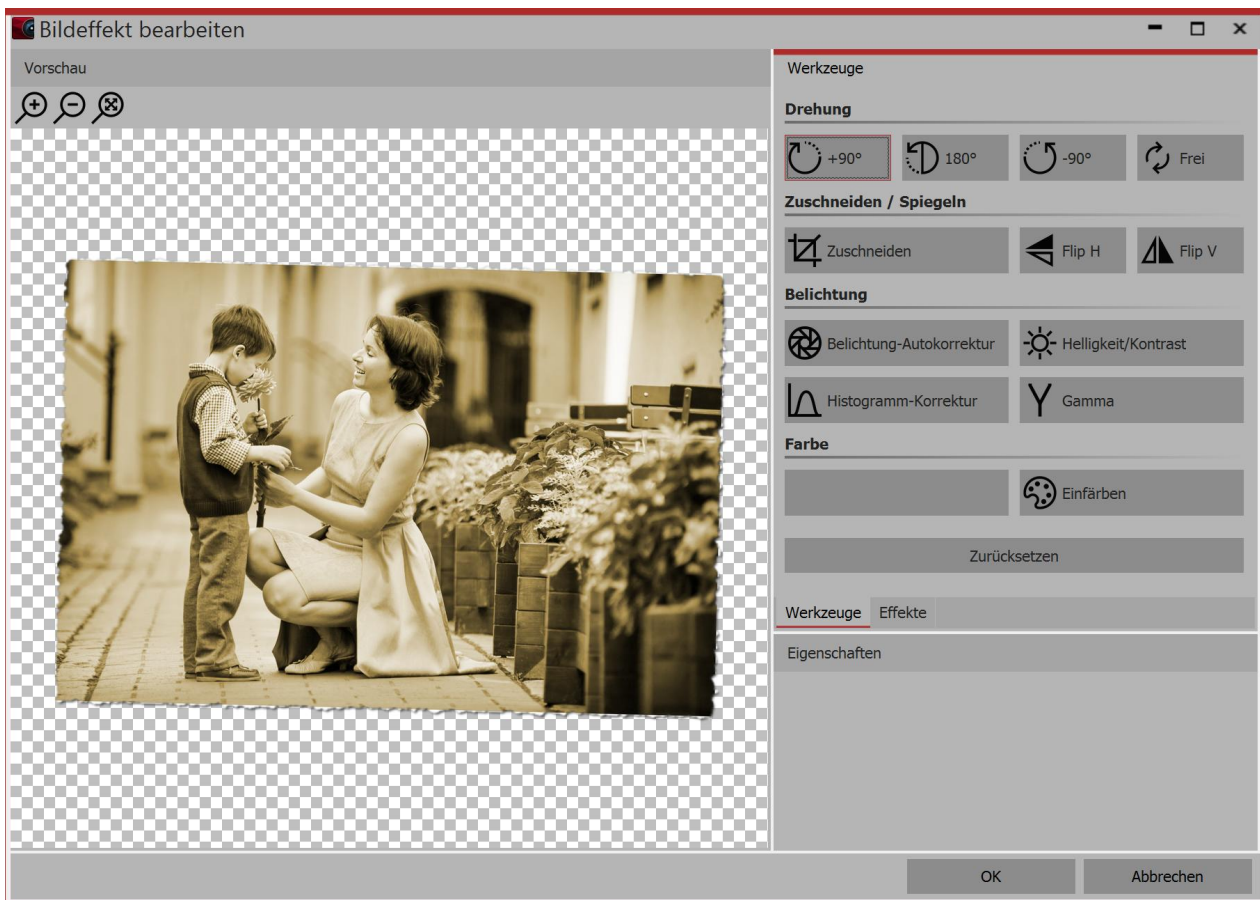 Bildeffekt bearbeiten
Vorschau
Werkzeuge
Drehung
+90°
180°
-90°
Frei
Zuschneiden / Spiegeln
Zuschneiden
Flip H
Flip V
Belichtung
Belichtung-Autokorrektur
Helligkeit/Kontrast
Histogramm-Korrektur
Gamma
Farbe
Einfärben
Zurücksetzen
Werkzeuge
Effekte
Eigenschaften
OK
Abbrechen